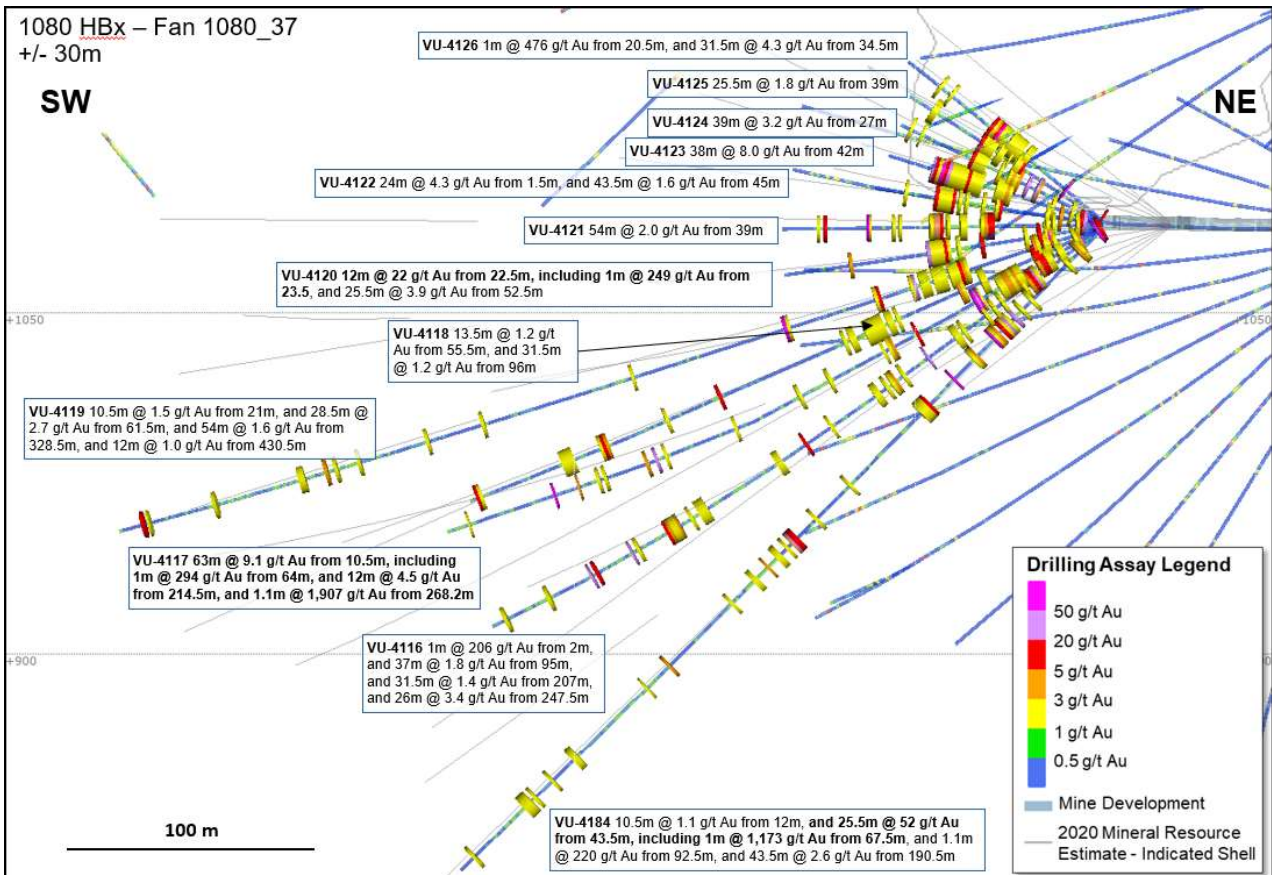 1080 HBx – Fan 1080_37
+/- 30m
SW
NE
VU-4126 1m @ 476 g/t Au from 20.5m, and 31.5m @ 4.3 g/t Au from 34.5m
VU-4125 25.5m @ 1.8 g/t Au from 39m
VU-4124 39m @ 3.2 g/t Au from 27m
VU-4123 38m @ 8.0 g/t Au from 42m
VU-4122 24m @ 4.3 g/t Au from 1.5m, and 43.5m @ 1.6 g/t Au from 45m
VU-4121 54m @ 2.0 g/t Au from 39m
VU-4120 12m @ 22 g/t Au from 22.5m, including 1m @ 249 g/t Au from
23.5, and 25.5m @ 3.9 g/t Au from 52.5m
+1050
+1050
VU-4118 13.5m @ 1.2 g/t
Au from 55.5m, and 31.5m
@ 1.2 g/t Au from 96m
VU-4119 10.5m @ 1.5 g/t Au from 21m, and 28.5m @
2.7 g/t Au from 61.5m, and 54m @ 1.6 g/t Au from
328.5m, and 12m @ 1.0 g/t Au from 430.5m
VU-4117 63m @ 9.1 g/t Au from 10.5m, including
1m @ 294 g/t Au from 64m, and 12m @ 4.5 g/t Au
from 214.5m, and 1.1m @ 1,907 g/t Au from 268.2m
+900
VU-4116 1m @ 206 g/t Au from 2m,
and 37m @ 1.8 g/t Au from 95m,
and 31.5m @ 1.4 g/t Au from 207m,
and 26m @ 3.4 g/t Au from 247.5m
VU-4184 10.5m @ 1.1 g/t Au from 12m, and 25.5m @ 52 g/t Au
from 43.5m, including 1m @ 1,173 g/t Au from 67.5m, and 1.1m
@ 220 g/t Au from 92.5m, and 43.5m @ 2.6 g/t Au from 190.5m
100 m
Drilling Assay Legend
50 g/t Au
20 g/t Au
5 g/t Au
3 g/t Au
1 g/t Au
0.5 g/t Au
Mine Development
2020 Mineral Resource
Estimate - Indicated Shell